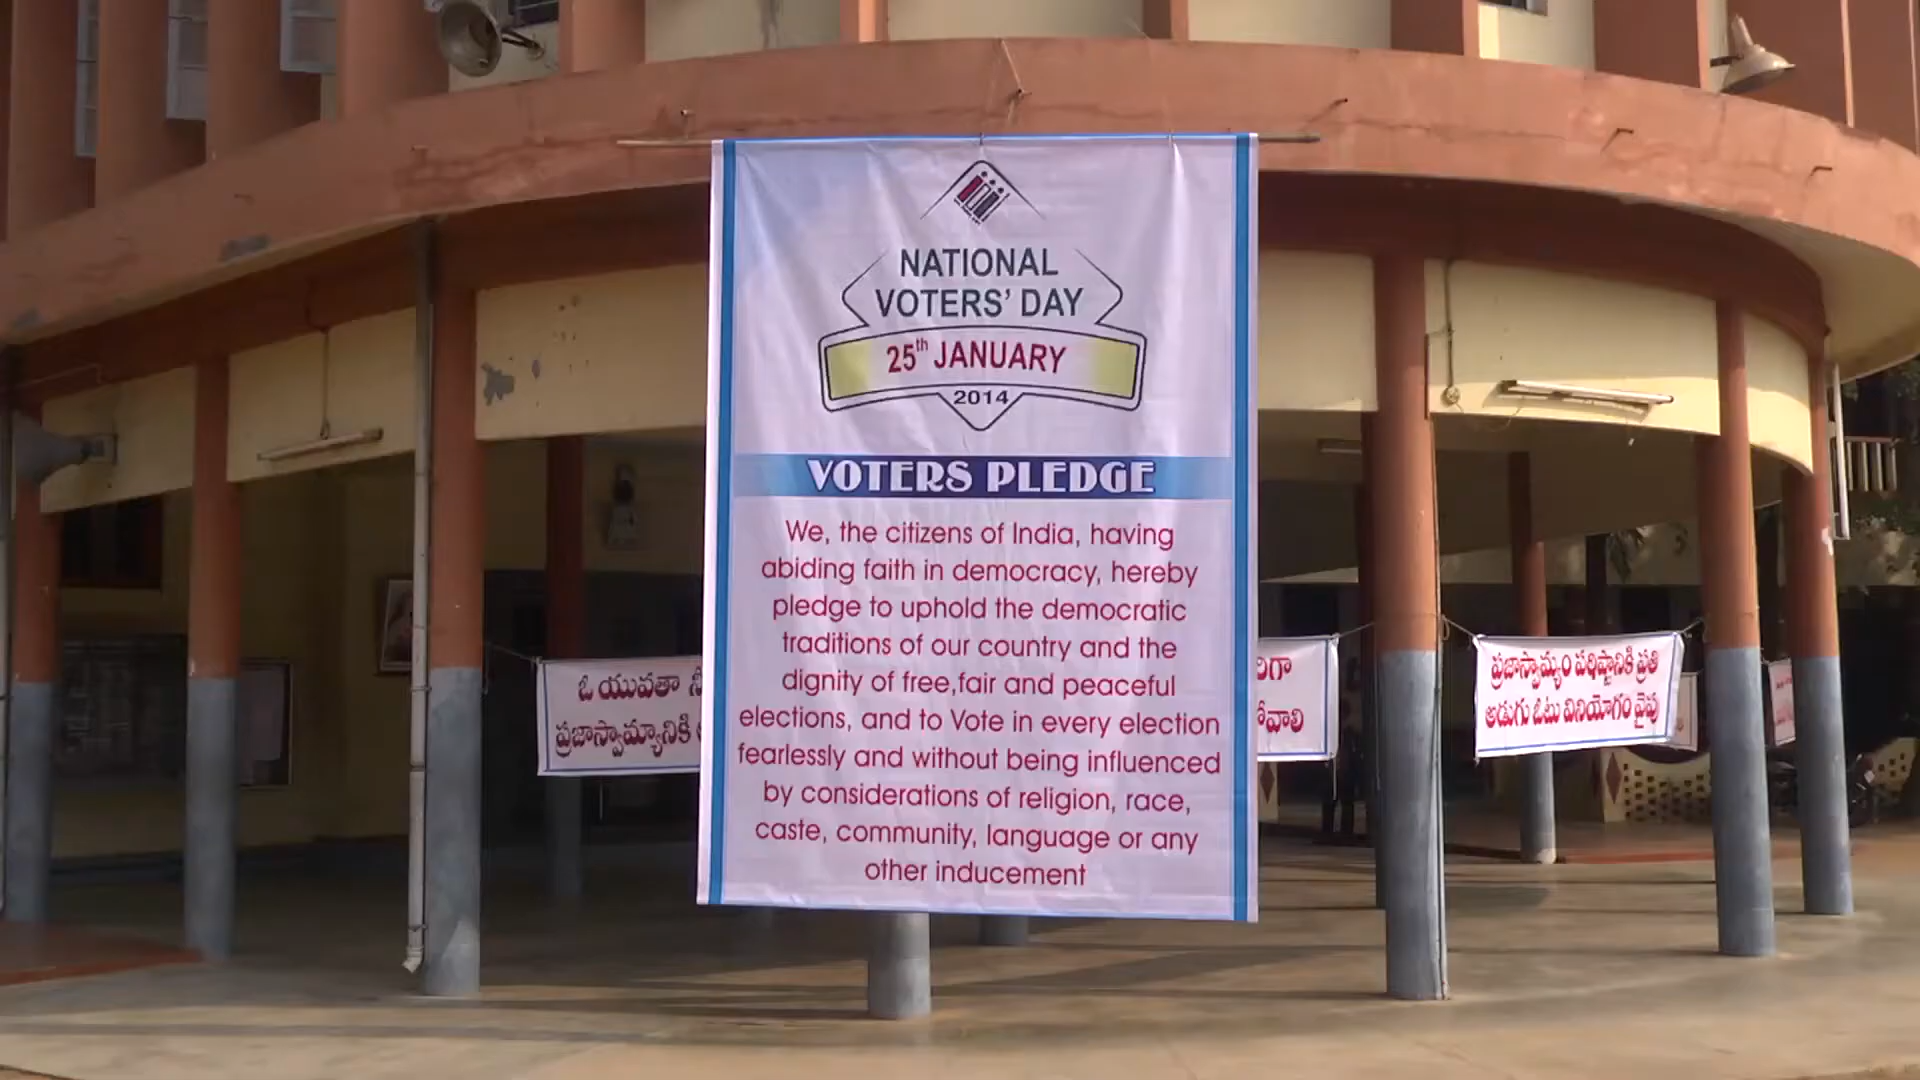 NATIONAL
VOTERS' DAY
25th JANUARY
2014
VOTERS PLEDGE
We, the citizens of India, having
abiding faith in democracy, hereby
pledge to uphold the democratic
traditions of our country and the
dignity of free,fair and peaceful
elections, and to Vote in every election
fearlessly and without being influenced
by considerations of religion, race,
caste, community, language or any
other inducement
ఓ యువతా
ప్రజాస్వామ్యానికి
ప్రజాస్వామ్యం పఠిష్టానికి ప్రతి
అడుగు ఓటు వినియోగం వైపు